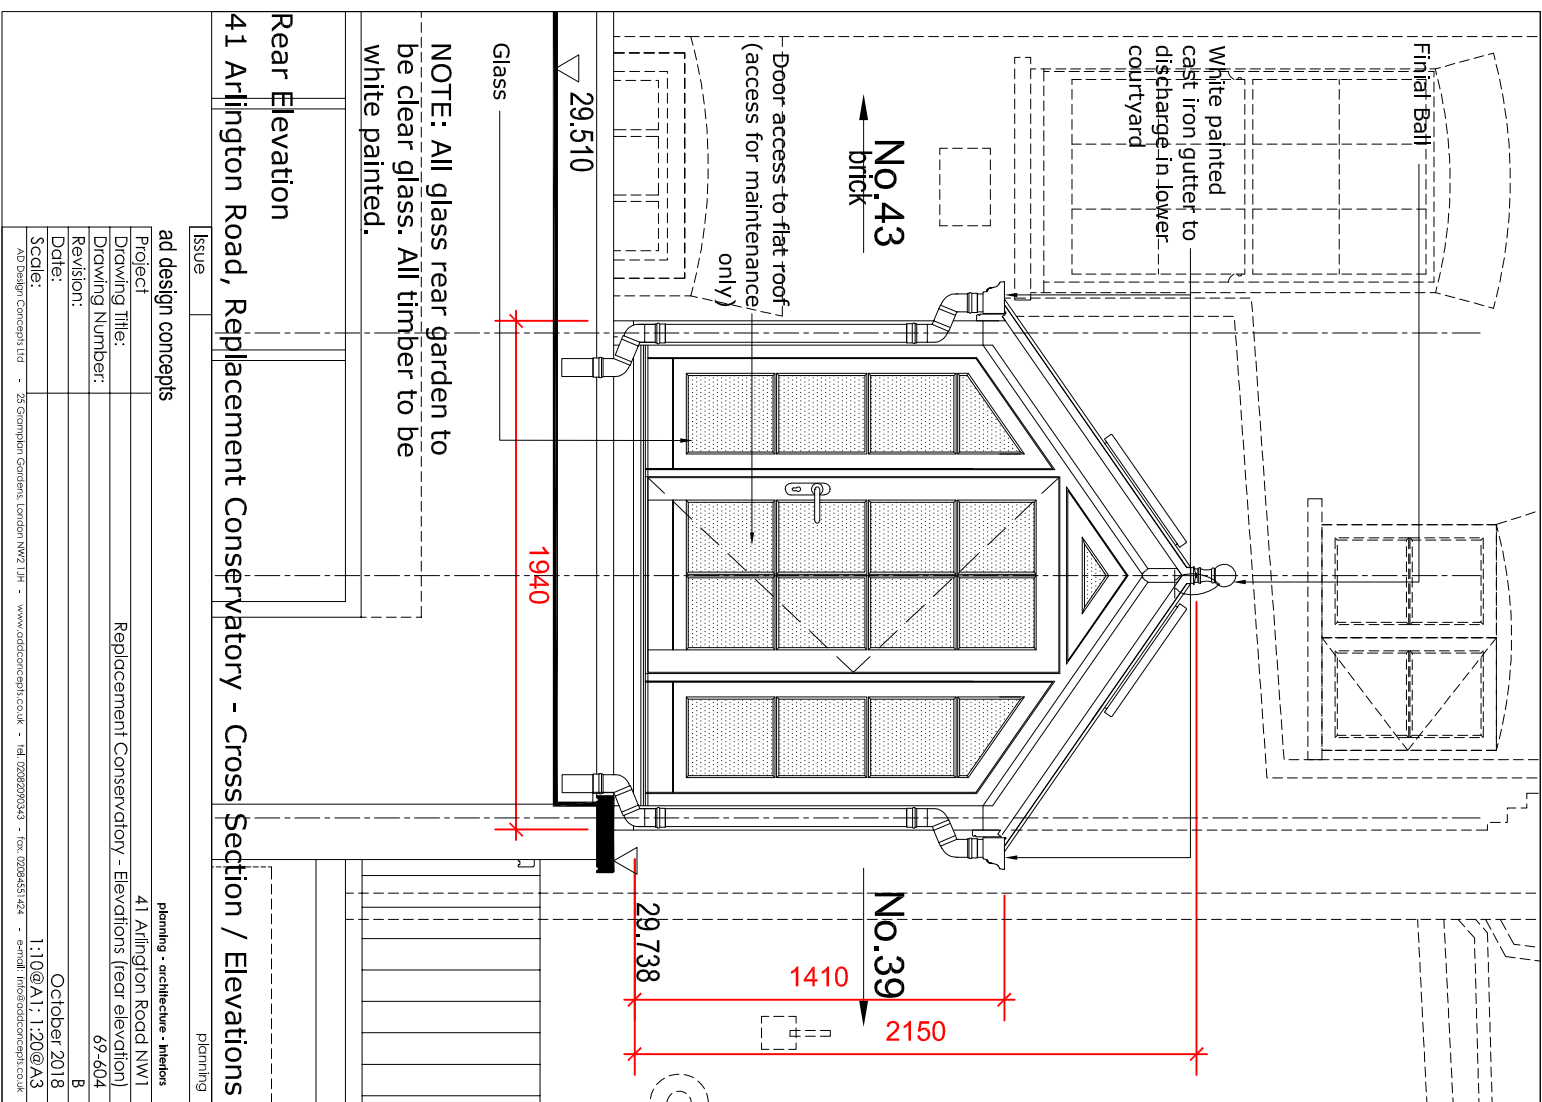 Finial Ball
White painted
cast iron gutter to
discharge in lower
courtyard
No.43
brick
No.39
Door access to flat roof
(access for maintenance
only)
29.510
29.738
1410
2150
1940
Glass
NOTE: All glass rear garden to
be clear glass. All timber to be
white painted.
Rear Elevation
41 Arlington Road, Replacement Conservatory - Cross Section / Elevations
Issue planning
ad design concepts planning - architecture - interiors
Project 41 Arlington Road NW1
Drawing Title: Replacement Conservatory - Elevations (rear elevation)
Drawing Number: 69-604
Revision: B
Date: October 2018
Scale: 1:10@A1; 1:20@A3
AD Design Concepts Ltd - 25 Grampian Gardens, London NW2 1JH - www.addconcepts.co.uk - tel. 02082090343 - fax. 02084551424 - e-mail: info@addconcepts.co.uk